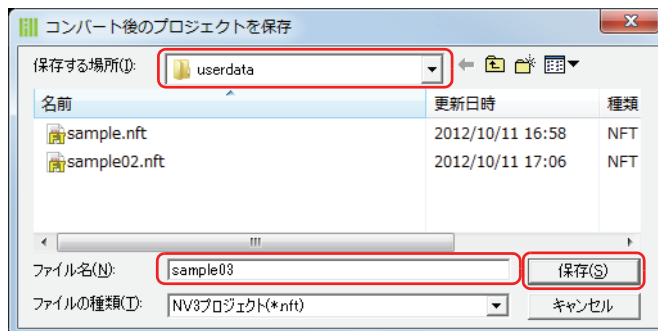 コンバート後のプロジェクトを保存
保存する場所(I): userdata
名前 更新日時 種類
sample.nft 2012/10/11 16:58 NFT
sample02.nft 2012/10/11 17:06 NFT
ファイル名(N): sample03 保存(S)
ファイルの種類(T): NV3プロジェクト(*.nft) キャンセル